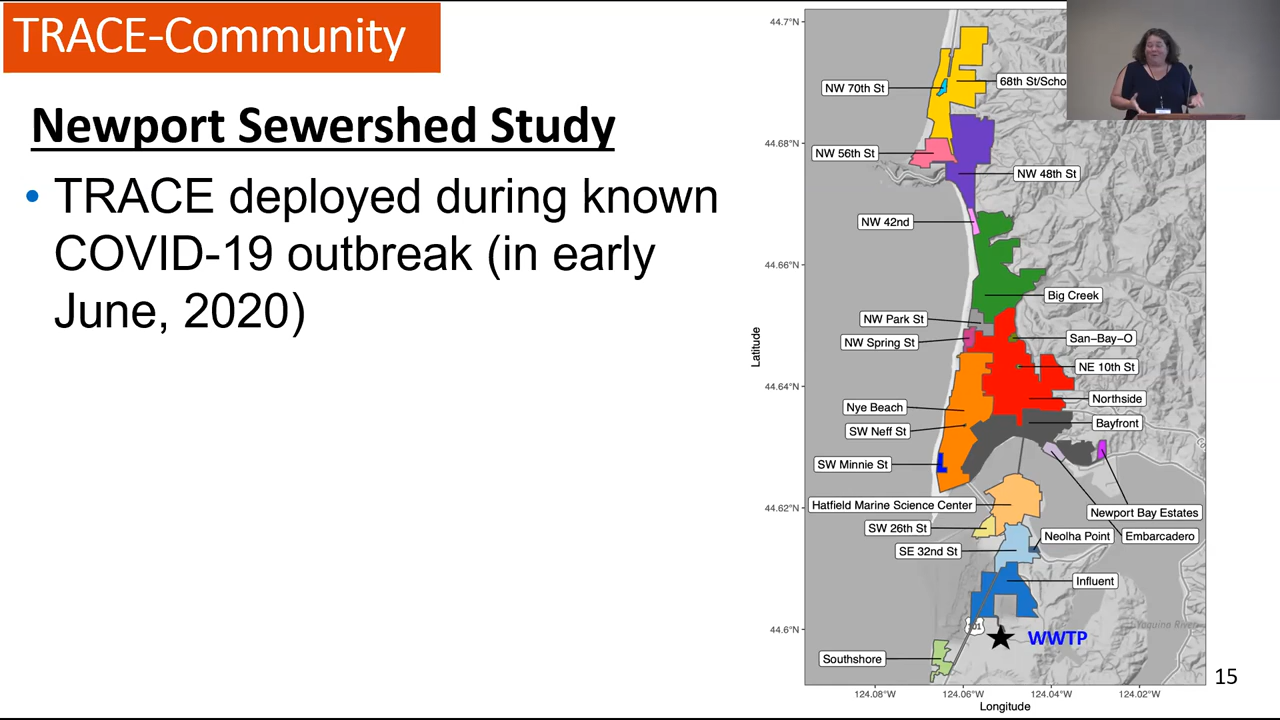 TRACE-Community
Newport Sewershed Study
• TRACE deployed during known
COVID-19 outbreak (in early
June, 2020)
44.7°N
44.68°N
44.66°N
44.64°N
44.62°N
44.6°N
Latitude
68th St/Scho
NW 70th St
NW 56th St
NW 48th St
NW 42nd
Big Creek
NW Park St
San-Bay-O
NW Spring St
NE 10th St
Northside
Nye Beach
Bayfront
SW Neff St
SW Minnie St
Hatfield Marine Science Center
Newport Bay Estates
SW 26th St
Neolha Point
Embarcadero
SE 32nd St
Influent
101
WWTP
Yaquina River
Southshore
15
124.08°W 124.06°W 124.04°W 124.02°W
Longitude